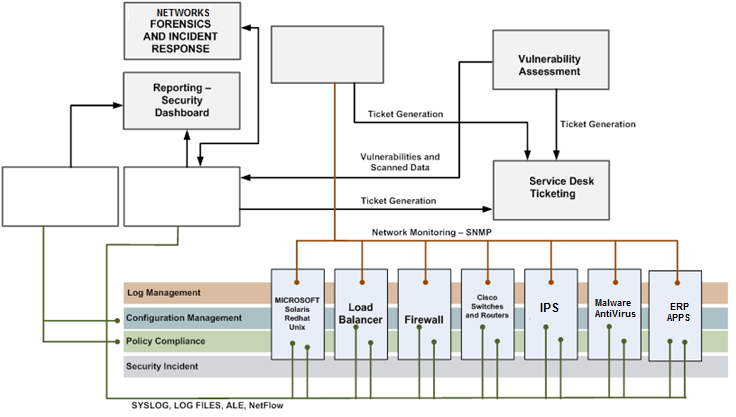 NETWORKS
FORENSICS
AND INCIDENT
RESPONSE
Vulnerability
Assessment
Reporting –
Security
Dashboard
Ticket Generation
Ticket Generation
Vulnerabilities and
Scanned Data
Service Desk
Ticketing
Ticket Generation
Network Monitoring – SNMP
Log Management
Configuration Management
Policy Compliance
Security Incident
MICROSOFT
Solaris
Redhat
Unix
Load
Balancer
Firewall
Cisco
Switches
and Routers
IPS
Malware
AntiVirus
ERP
APPS
SYSLOG, LOG FILES, ALE, NetFlow